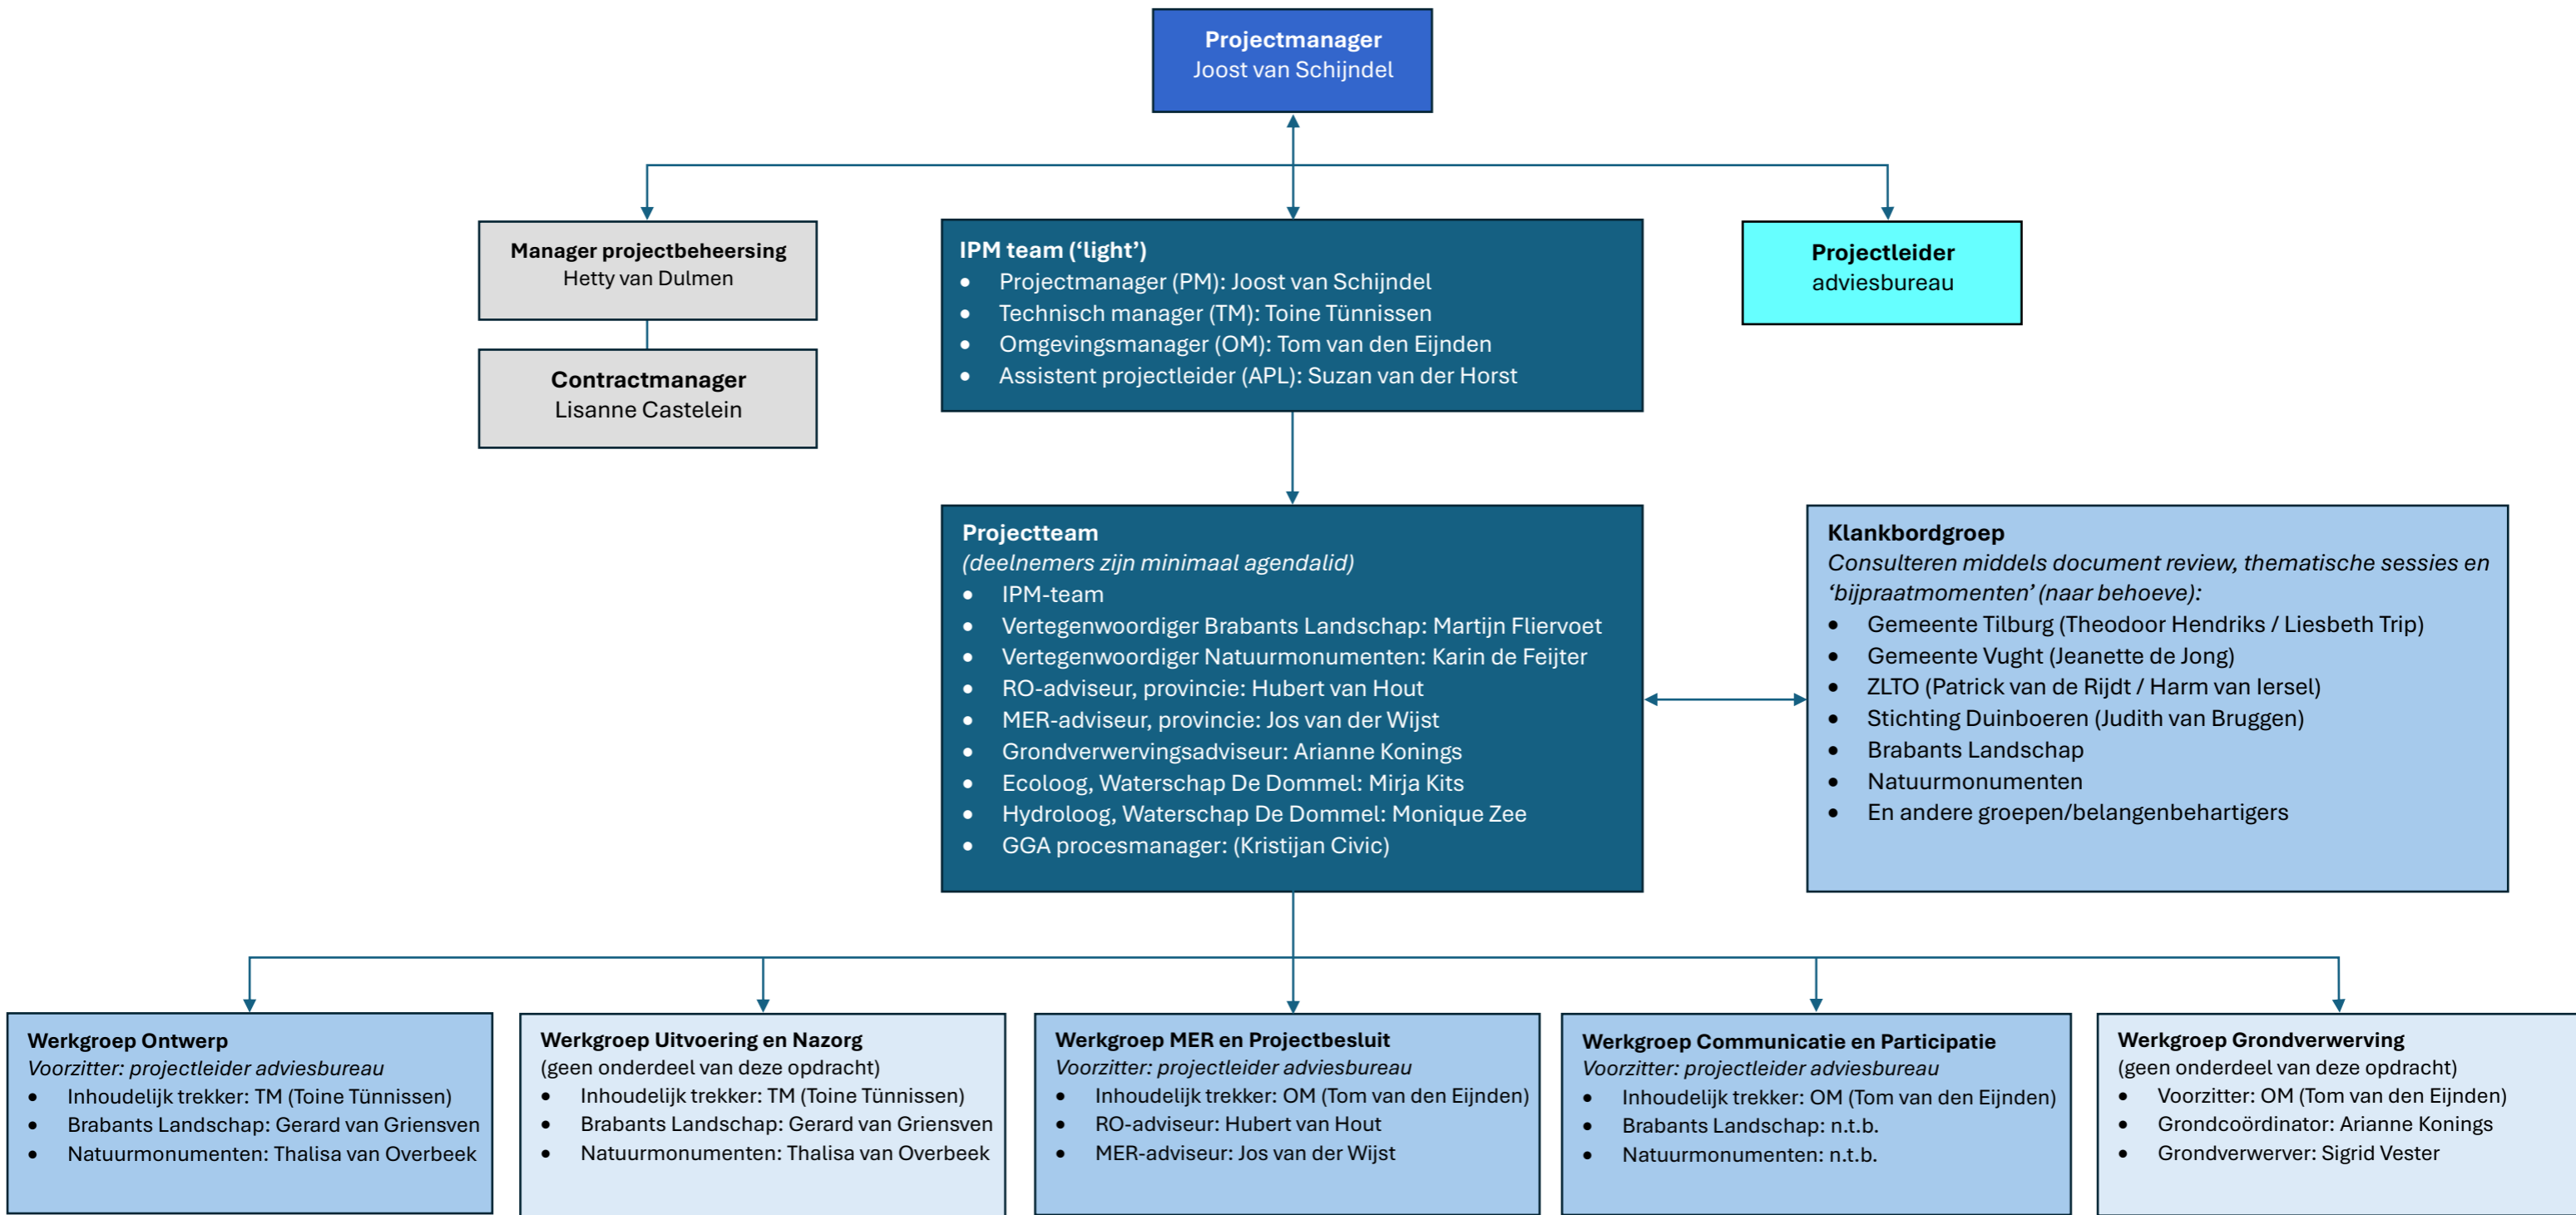 Projectmanager
Joost van Schijndel
Manager projectbeheersing
Hetty van Dulmen
Contractmanager
Lisanne Castelein
IPM team (‘light’)
• Projectmanager (PM): Joost van Schijndel
• Technisch manager (TM): Toine Tünnissen
• Omgevingsmanager (OM): Tom van den Eijnden
• Assistent projectleider (APL): Suzan van der Horst
Projectleider
adviesbureau
Projectteam
(deelnemers zijn minimaal agendalid)
• IPM-team
• Vertegenwoordiger Brabants Landschap: Martijn Fliervoet
• Vertegenwoordiger Natuurmonumenten: Karin de Feijter
• RO-adviseur, provincie: Hubert van Hout
• MER-adviseur, provincie: Jos van der Wijst
• Grondverwervingsadviseur: Arianne Konings
• Ecoloog, Waterschap De Dommel: Mirja Kits
• Hydroloog, Waterschap De Dommel: Monique Zee
• GGA procesmanager: (Kristijan Civic)
Klankbordgroep
Consulteren middels document review, thematische sessies en
‘bijpraatmomenten’ (naar behoeve):
• Gemeente Tilburg (Theodoor Hendriks / Liesbeth Trip)
• Gemeente Vught (Jeanette de Jong)
• ZLTO (Patrick van de Rijdt / Harm van Iersel)
• Stichting Duinboeren (Judith van Bruggen)
• Brabants Landschap
• Natuurmonumenten
• En andere groepen/belangenbehartigers
Werkgroep Ontwerp
Voorzitter: projectleider adviesbureau
• Inhoudelijk trekker: TM (Toine Tünnissen)
• Brabants Landschap: Gerard van Griensven
• Natuurmonumenten: Thalisa van Overbeek
Werkgroep Uitvoering en Nazorg
(geen onderdeel van deze opdracht)
• Inhoudelijk trekker: TM (Toine Tünnissen)
• Brabants Landschap: Gerard van Griensven
• Natuurmonumenten: Thalisa van Overbeek
Werkgroep MER en Projectbesluit
Voorzitter: projectleider adviesbureau
• Inhoudelijk trekker: OM (Tom van den Eijnden)
• RO-adviseur: Hubert van Hout
• MER-adviseur: Jos van der Wijst
Werkgroep Communicatie en Participatie
Voorzitter: projectleider adviesbureau
• Inhoudelijk trekker: OM (Tom van den Eijnden)
• Brabants Landschap: n.t.b.
• Natuurmonumenten: n.t.b.
Werkgroep Grondverwerving
(geen onderdeel van deze opdracht)
• Voorzitter: OM (Tom van den Eijnden)
• Grondcoördinator: Arianne Konings
• Grondverwerver: Sigrid Vester